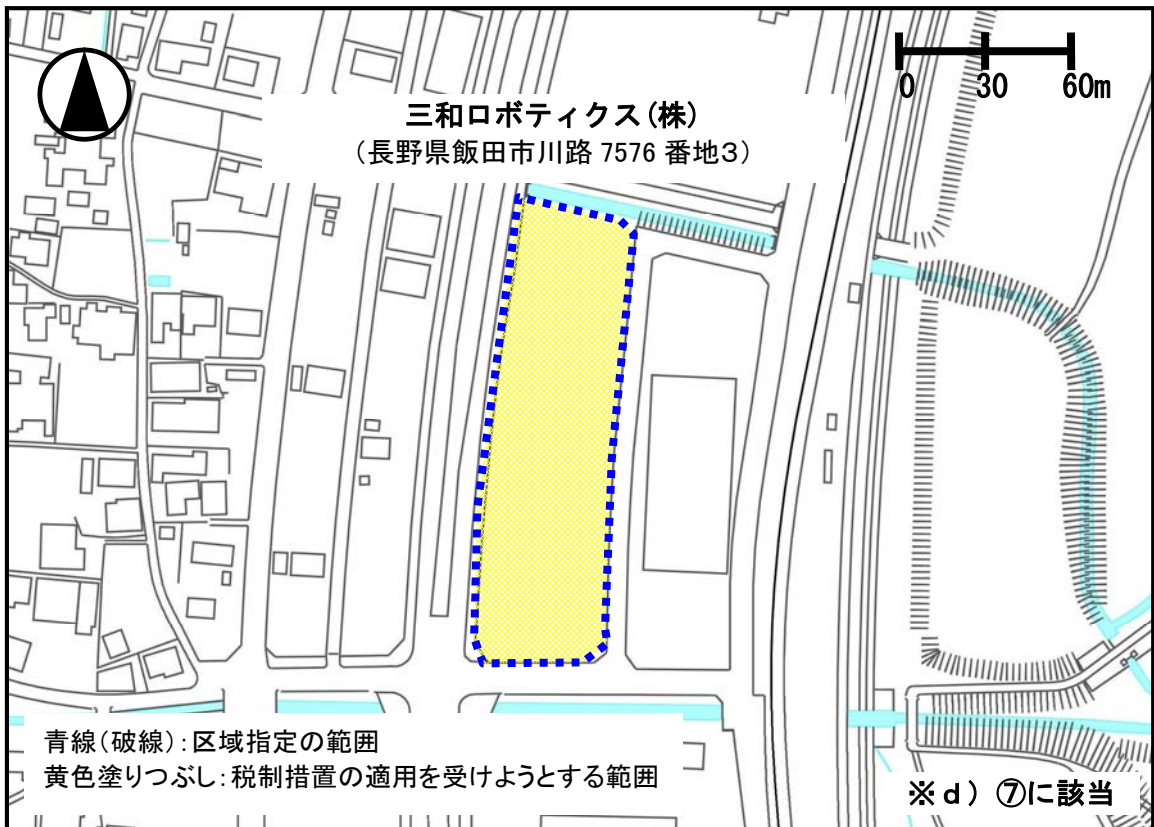 三和ロボティクス(株)
(長野県飯田市川路 7576 番地3)
0 30 60m
青線(破線):区域指定の範囲
黄色塗りつぶし:税制措置の適用を受けようとする範囲
※d)⑦に該当